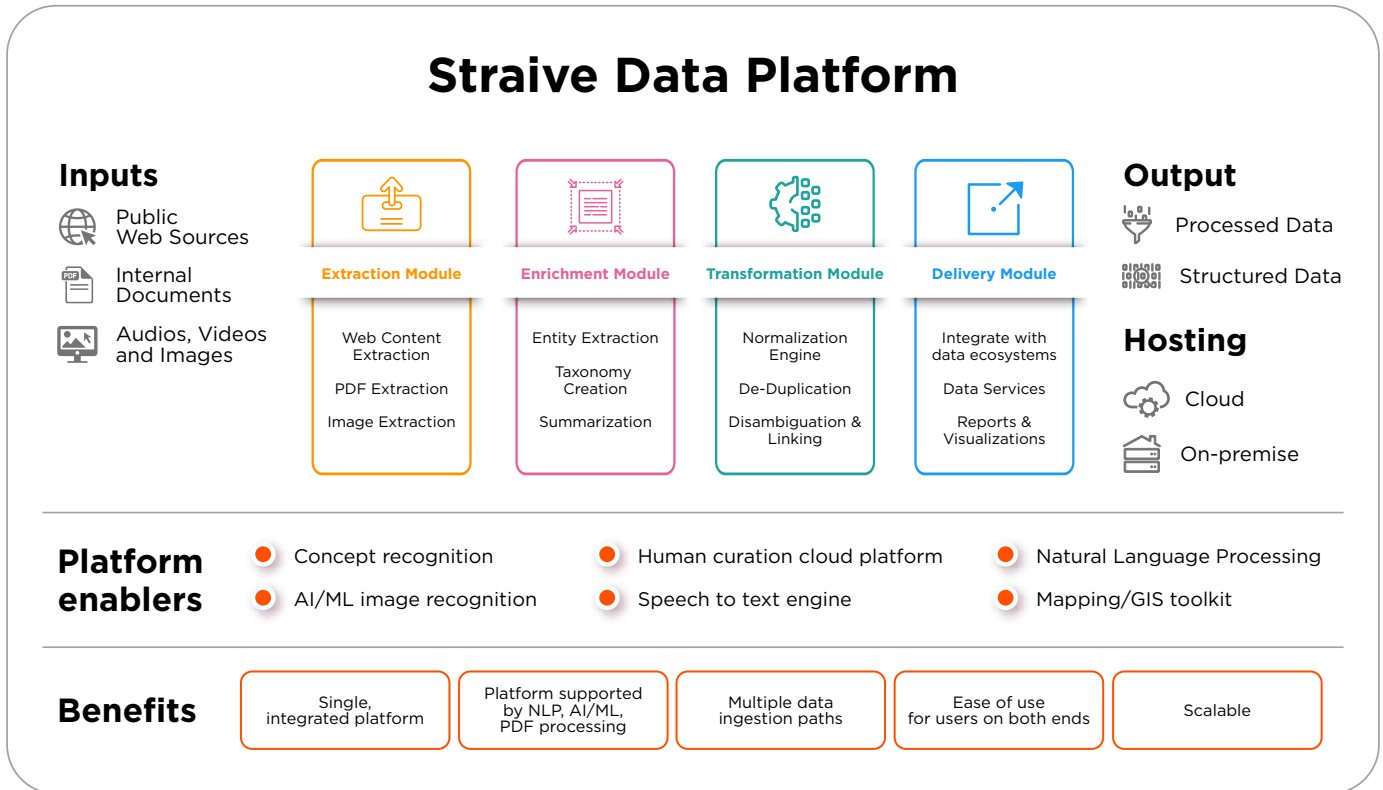 Straive Data Platform
Inputs
Public
Web Sources
PDF
Internal
Documents
Audios, Videos
and Images
Extraction Module
Web Content
Extraction
PDF Extraction
Image Extraction
Enrichment Module
Entity Extraction
Taxonomy
Creation
Summarization
Transformation Module
Normalization
Engine
De-Duplication
Disambiguation &
Linking
Delivery Module
Integrate with
data ecosystems
Data Services
Reports &
Visualizations
Output
Processed Data
Structured Data
Hosting
Cloud
On-premise
Platform
enablers
Concept recognition
Human curation cloud platform
Natural Language Processing
AI/ML image recognition
Speech to text engine
Mapping/GIS toolkit
Benefits
Single,
integrated platform
Platform supported
by NLP, AI/ML,
PDF processing
Multiple data
ingestion paths
Ease of use
for users on both ends
Scalable